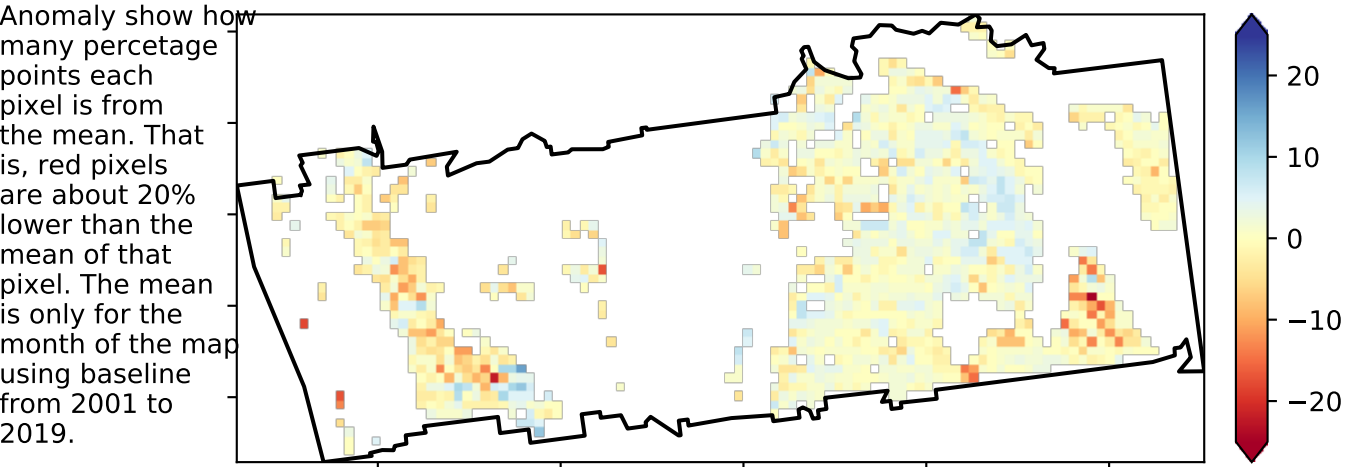 Anomaly show how
many percetage
points each
pixel is from
the mean. That
is, red pixels
are about 20%
lower than the
mean of that
pixel. The mean
is only for the
month of the map
using baseline
from 2001 to
2019.
20
10
0
−10
−20